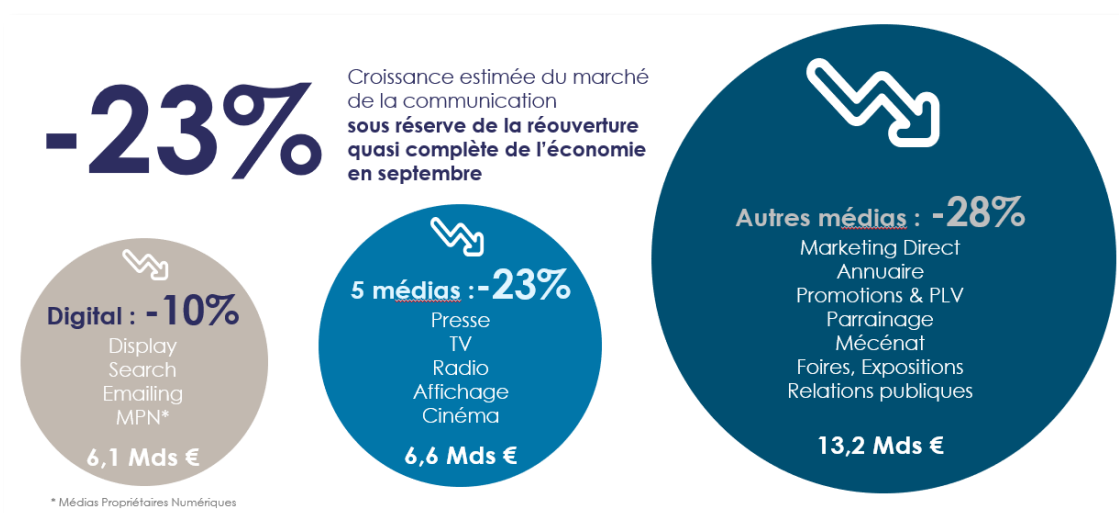 -23%
Croissance estimée du marché
de la communication
sous réserve de la réouverture
quasi complète de l'économie
en septembre
Digital : -10%
Display
Search
Emailing
MPN*
6,1 Mds €
5 médias :-23%
Presse
TV
Radio
Affichage
Cinéma
6,6 Mds €
Autres médias : -28%
Marketing Direct
Annuaire
Promotions & PLV
Parrainage
Mécénat
Foires, Expositions
Relations publiques
13,2 Mds €
* Médias Propriétaires Numériques